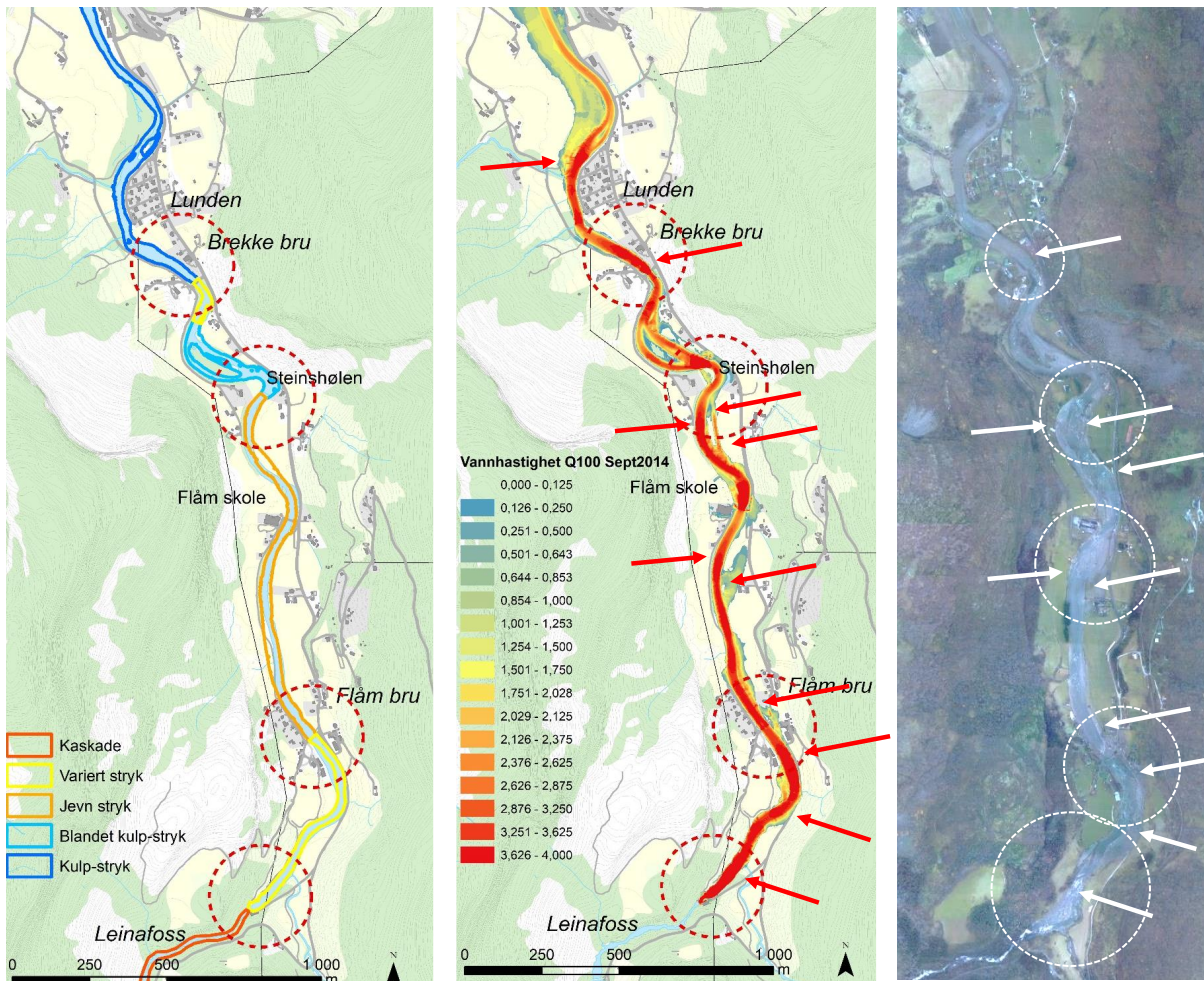 Lunden
Brekke bru
Steinshølen
Flåm skole
Flåm bru
Kaskade
Variert stryk
Jevn stryk
Blandet kulp-stryk
Kulp-stryk
Leinafoss
0 250 500 1 000
m
N
Lunden
Brekke bru
Steinshølen
Vannhastighet Q100 Sept2014
Flåm skole
0,000 - 0,125
0,126 - 0,250
0,251 - 0,500
0,501 - 0,643
0,644 - 0,853
0,854 - 1,000
1,001 - 1,253
1,254 - 1,500
1,501 - 1,750
1,751 - 2,028
2,029 - 2,125
2,126 - 2,375
2,376 - 2,625
2,626 - 2,875
2,876 - 3,250
3,251 - 3,625
3,626 - 4,000
Flåm bru
Leinafoss
0 250 500 1 000
m
N